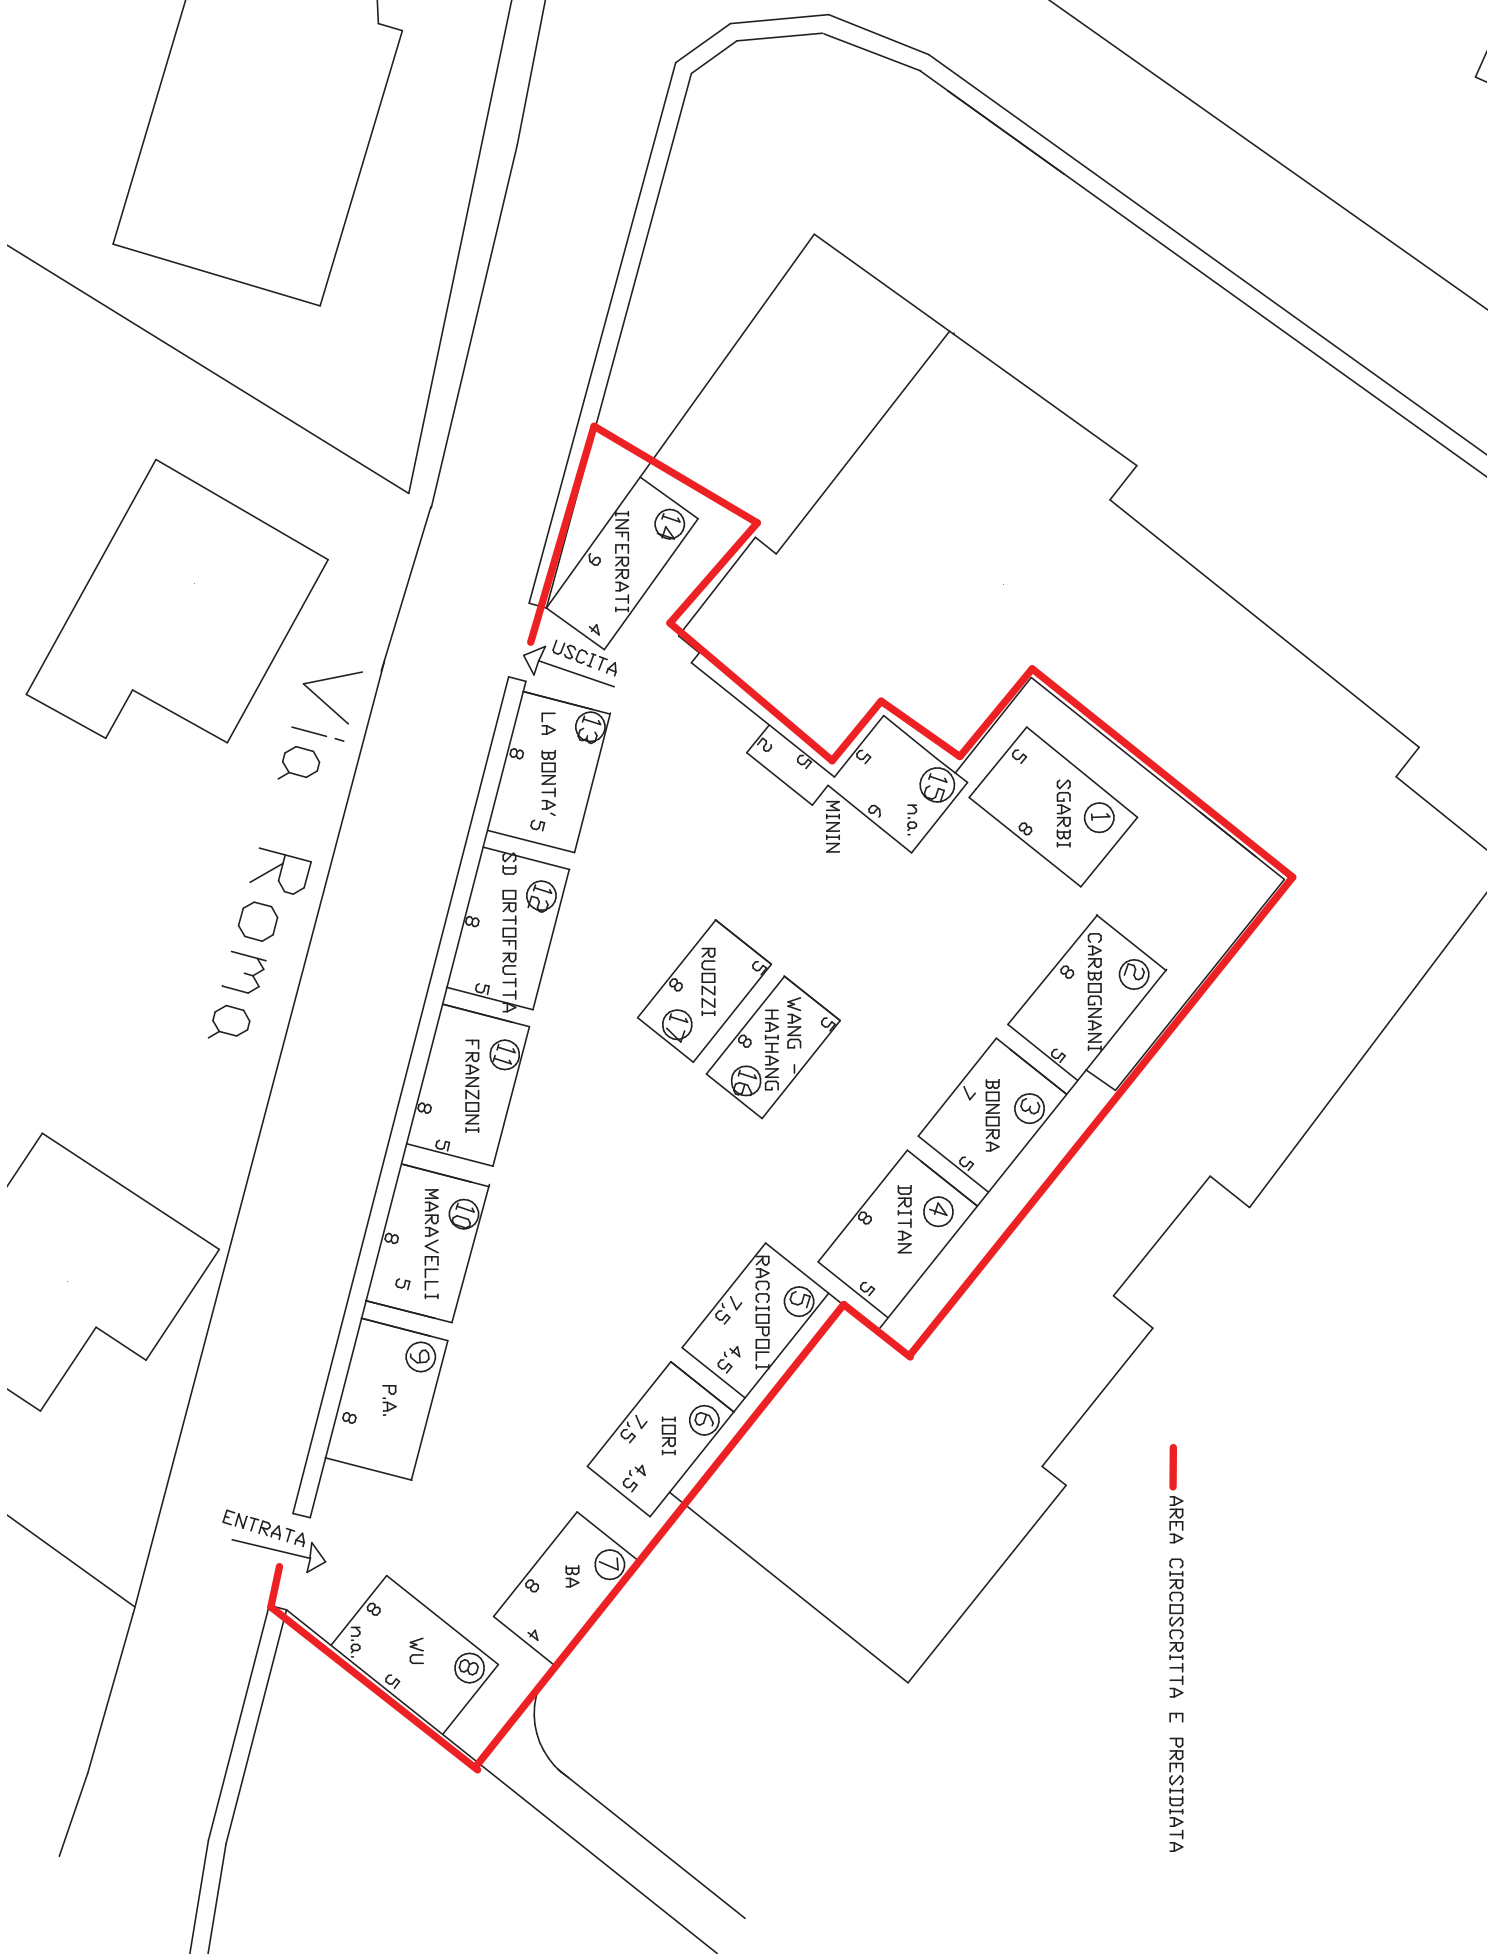 14
INFERRATI
9
4
USCITA
13
LA BONTA'
8
5
12
SD ORTOFRUTTA
8
5
11
FRANZONI
8
5
10
MARAVELLI
8
5
9
P.A.
8
ENTRATA
8
WU
8
n.a.
5
7
BA
8
4
6
IORI
7,5
4,5
5
RACCIOPOLI
7,5
4,5
4
DRITAN
8
5
3
BONORA
7
5
2
CARBOGNANI
8
5
1
SGARBI
5
8
15
n.a.
5
6
MININ
2
5
17
RUOZZI
8
5
16
WANG -
HAIHANG
8
5
Via Roma
AREA CIRCOSCRITTA E PRESIDIATA